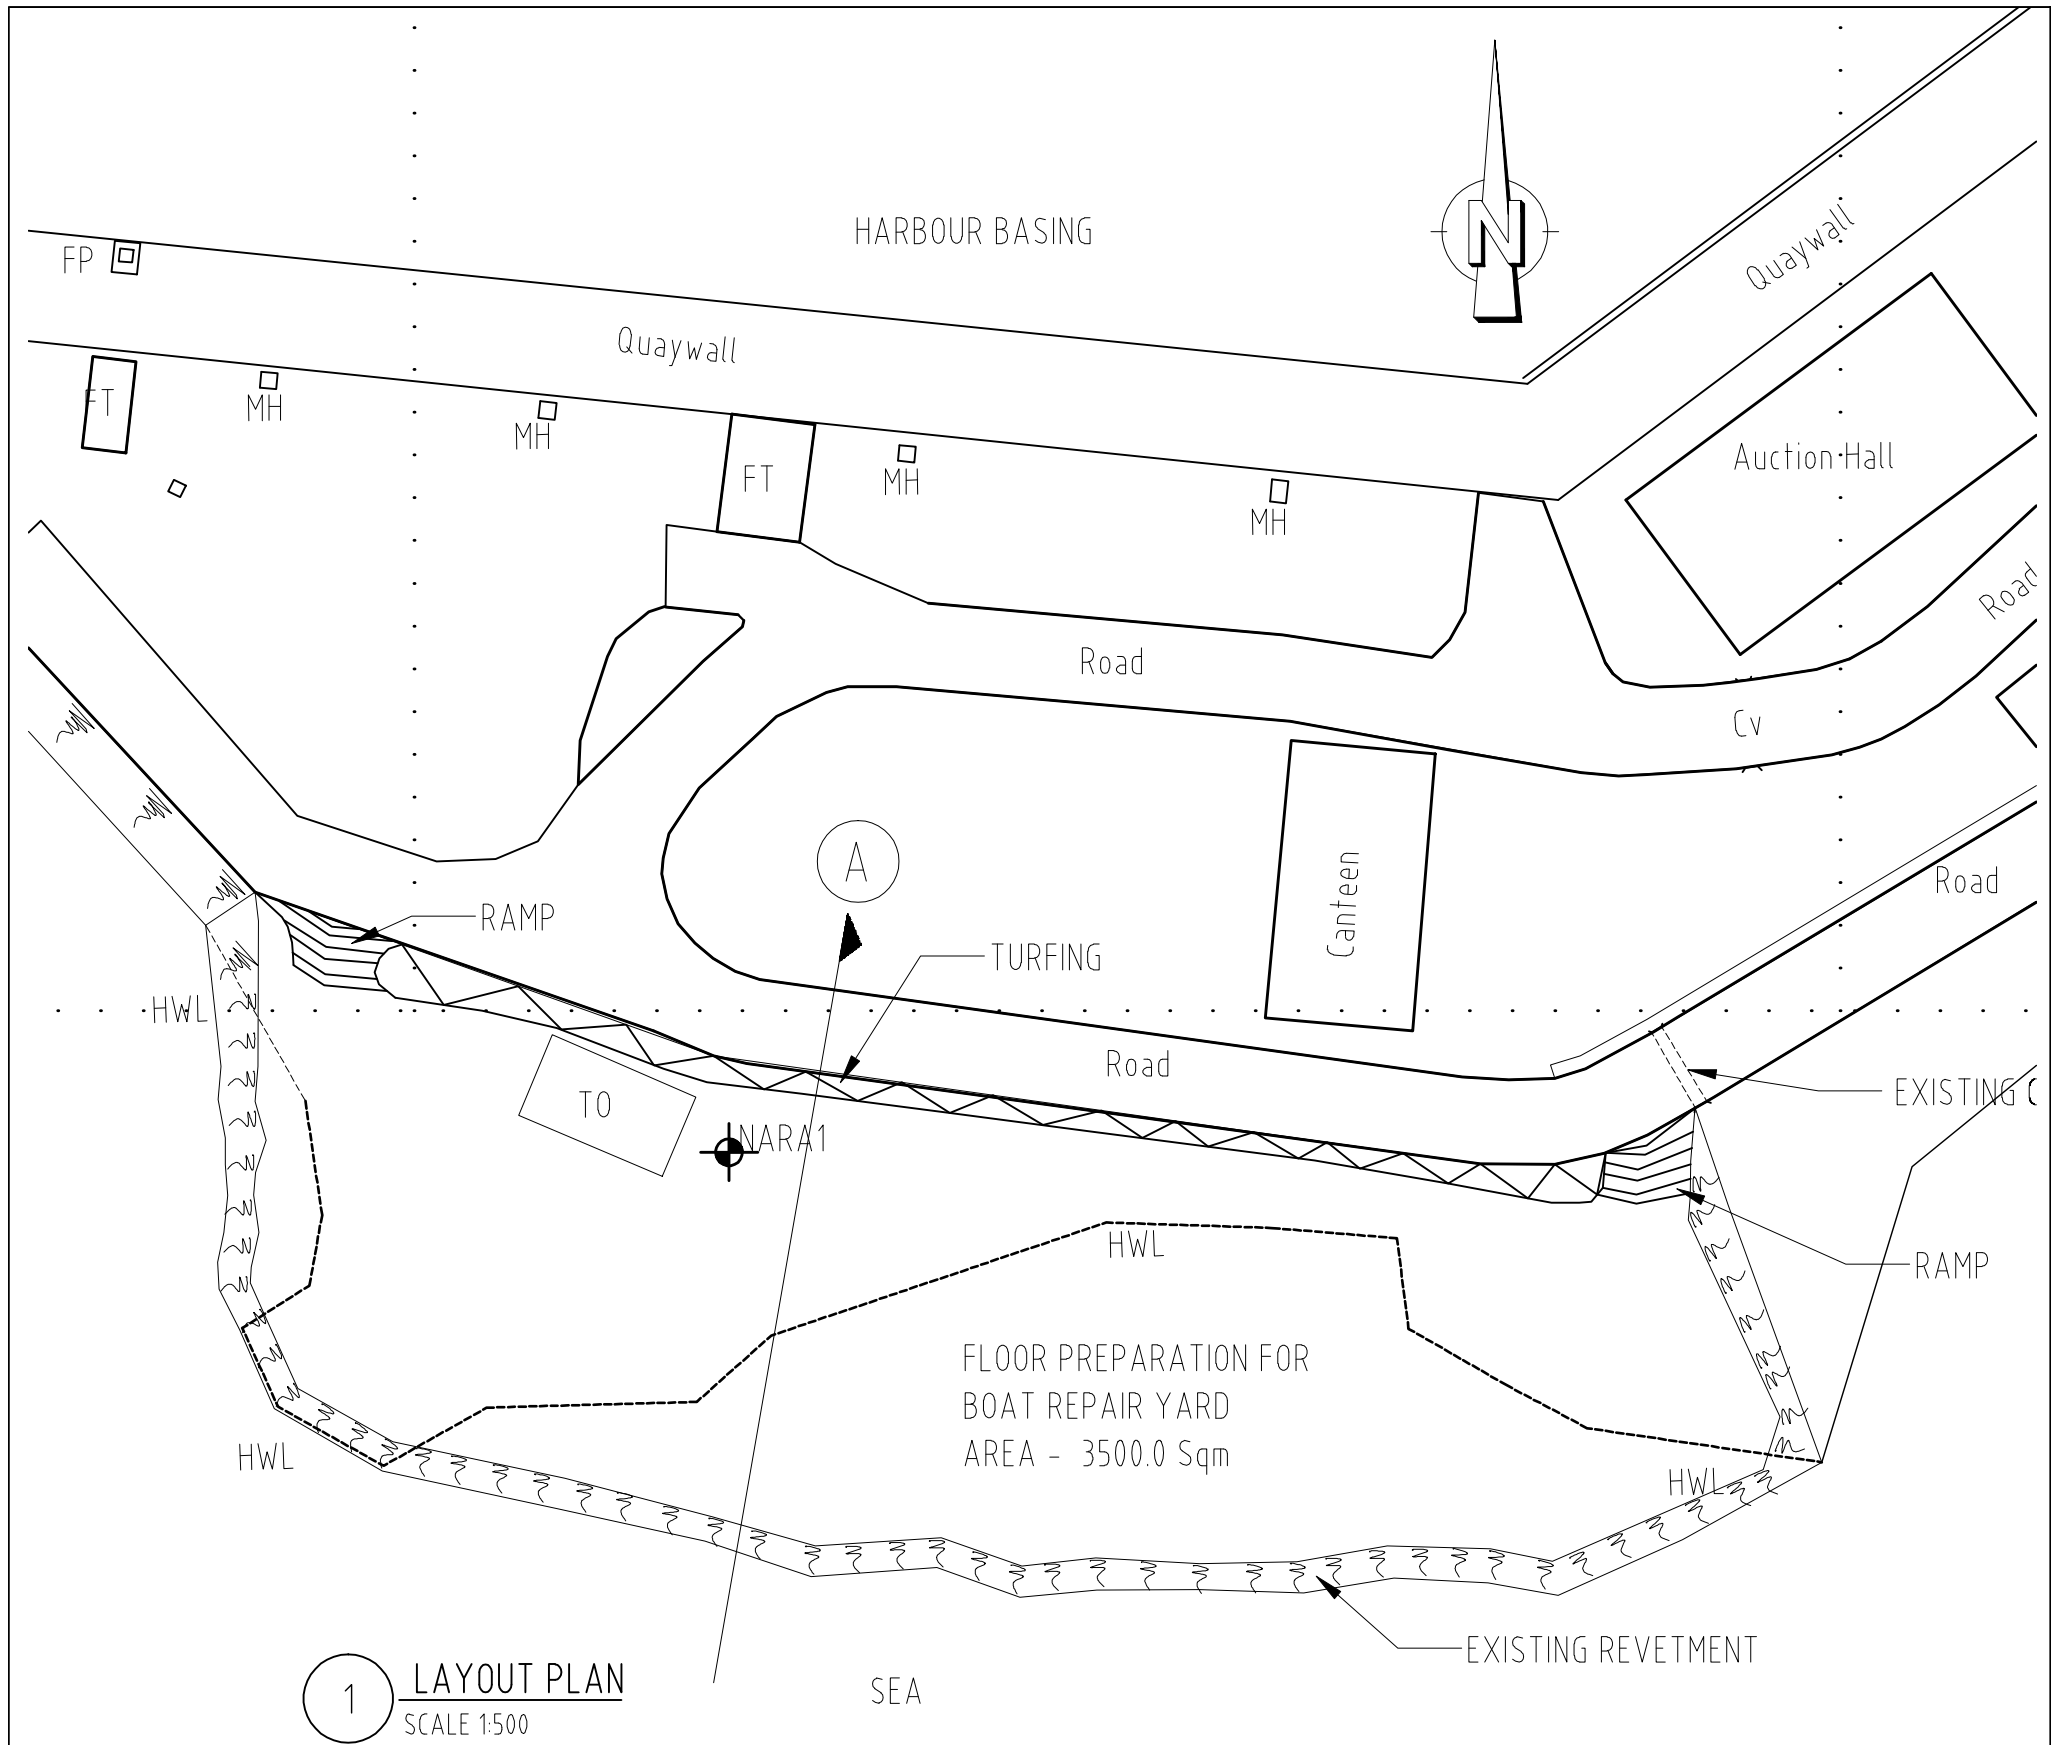 N
HARBOUR BASING
Quaywall
FP
Quaywall
FT
MH
MH
FT
MH
MH
Auction Hall
Road
Road
Cv
A
Canteen
Road
RAMP
TURFING
HWL
Road
TO
EXISTING
NARA1
HWL
RAMP
FLOOR PREPARATION FOR
BOAT REPAIR YARD
AREA - 3500.0 Sqm
HWL
HWL
EXISTING REVETMENT
SEA
1
LAYOUT PLAN
SCALE 1:500